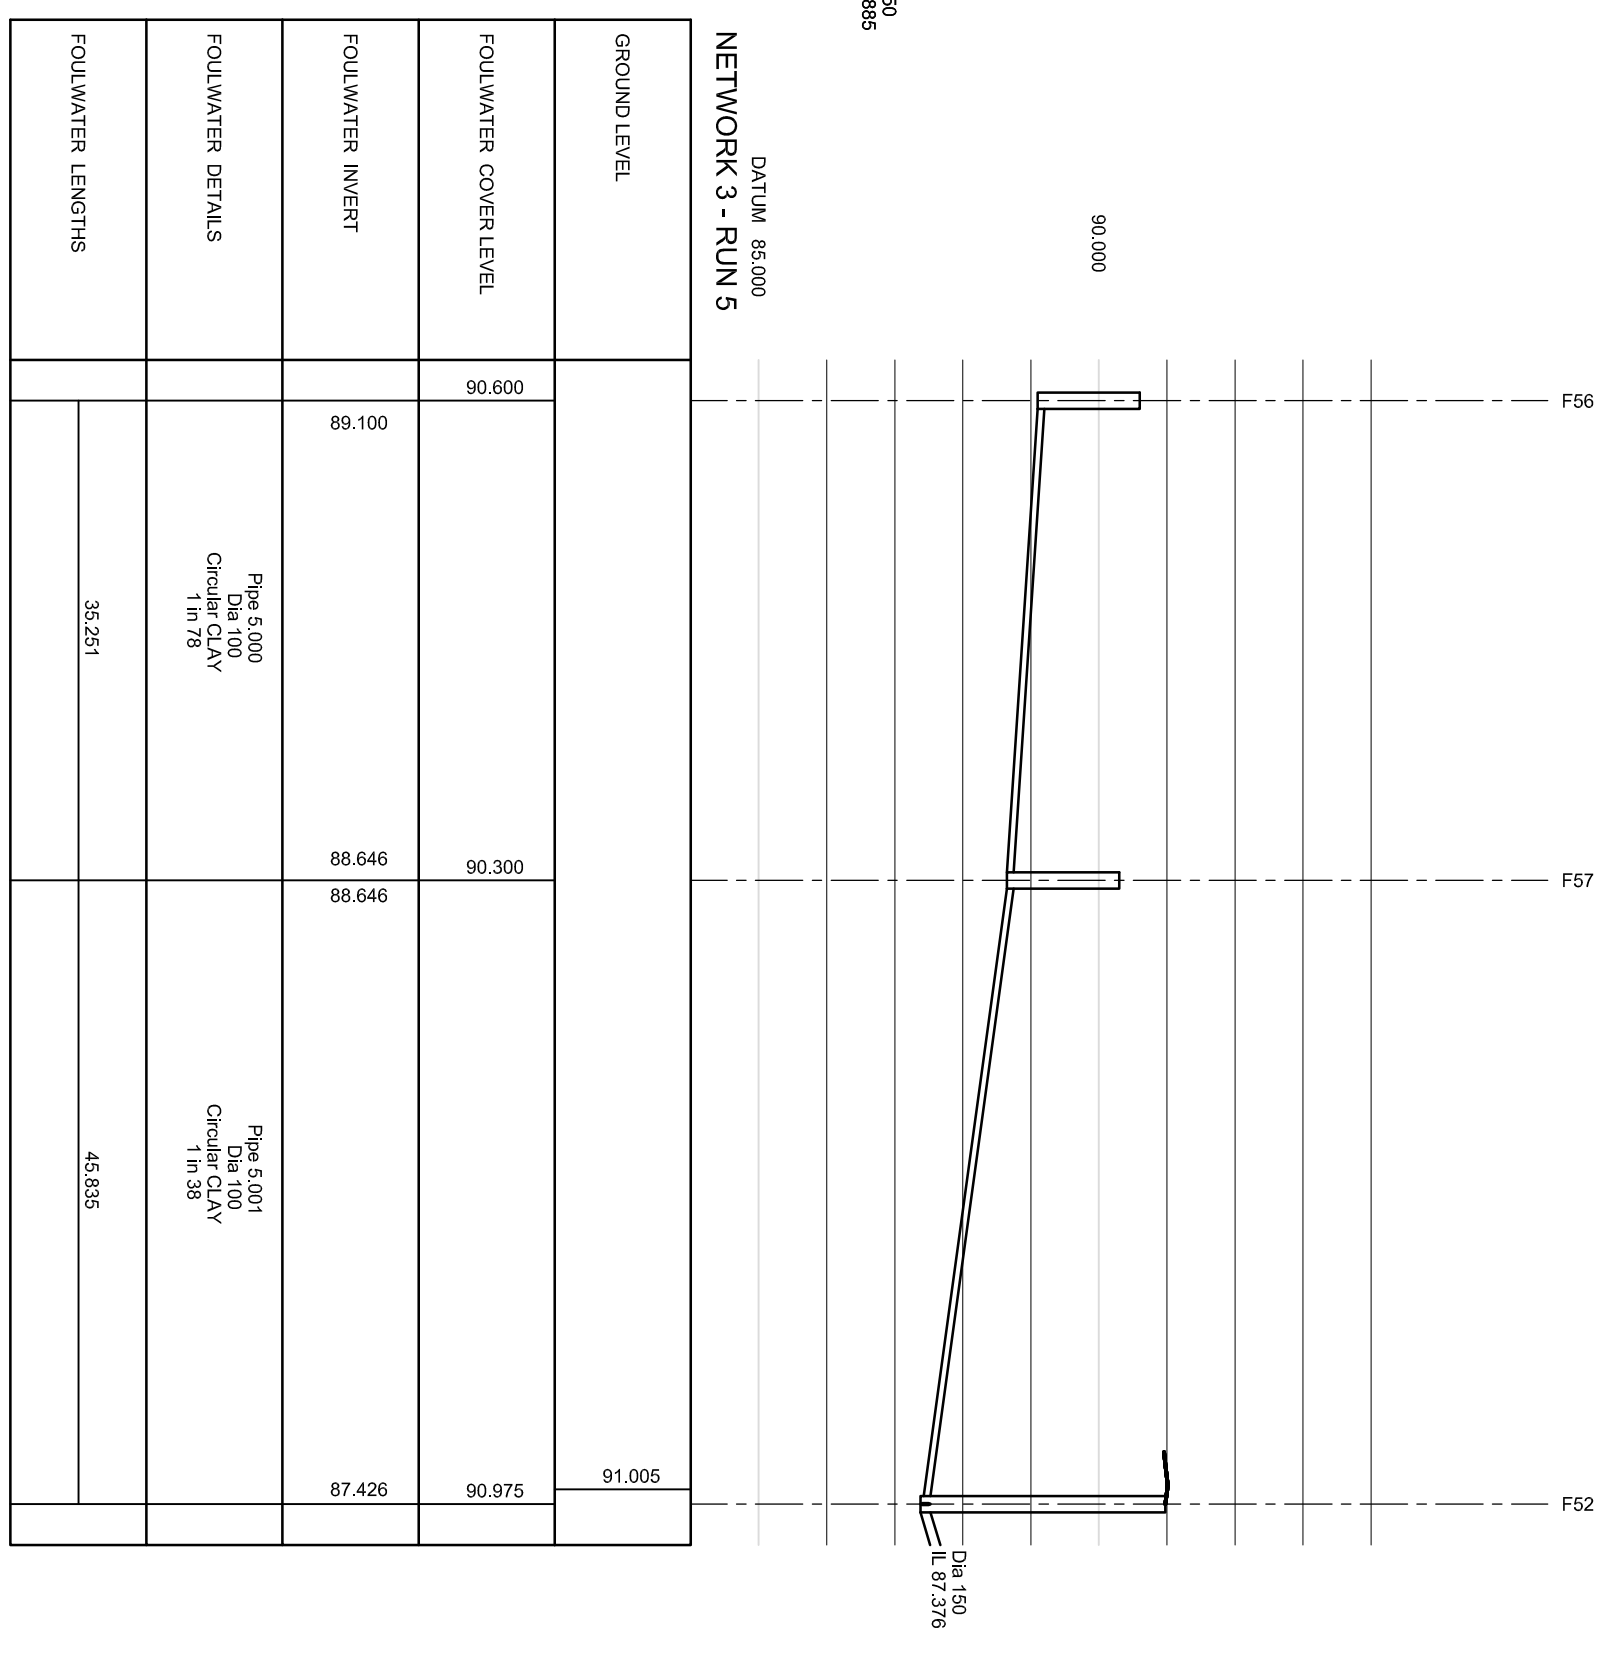 50
885
F56
F57
F52
90.000
Dia 150
IL 87.376
DATUM 85.000
NETWORK 3 - RUN 5
GROUND LEVEL
91.005
FOULWATER COVER LEVEL
90.600
90.300
90.975
FOULWATER INVERT
89.100
88.646
88.646
87.426
FOULWATER DETAILS
Pipe 5.000
Dia 100
Circular CLAY
1 in 78
Pipe 5.001
Dia 100
Circular CLAY
1 in 38
FOULWATER LENGTHS
35.251
45.835